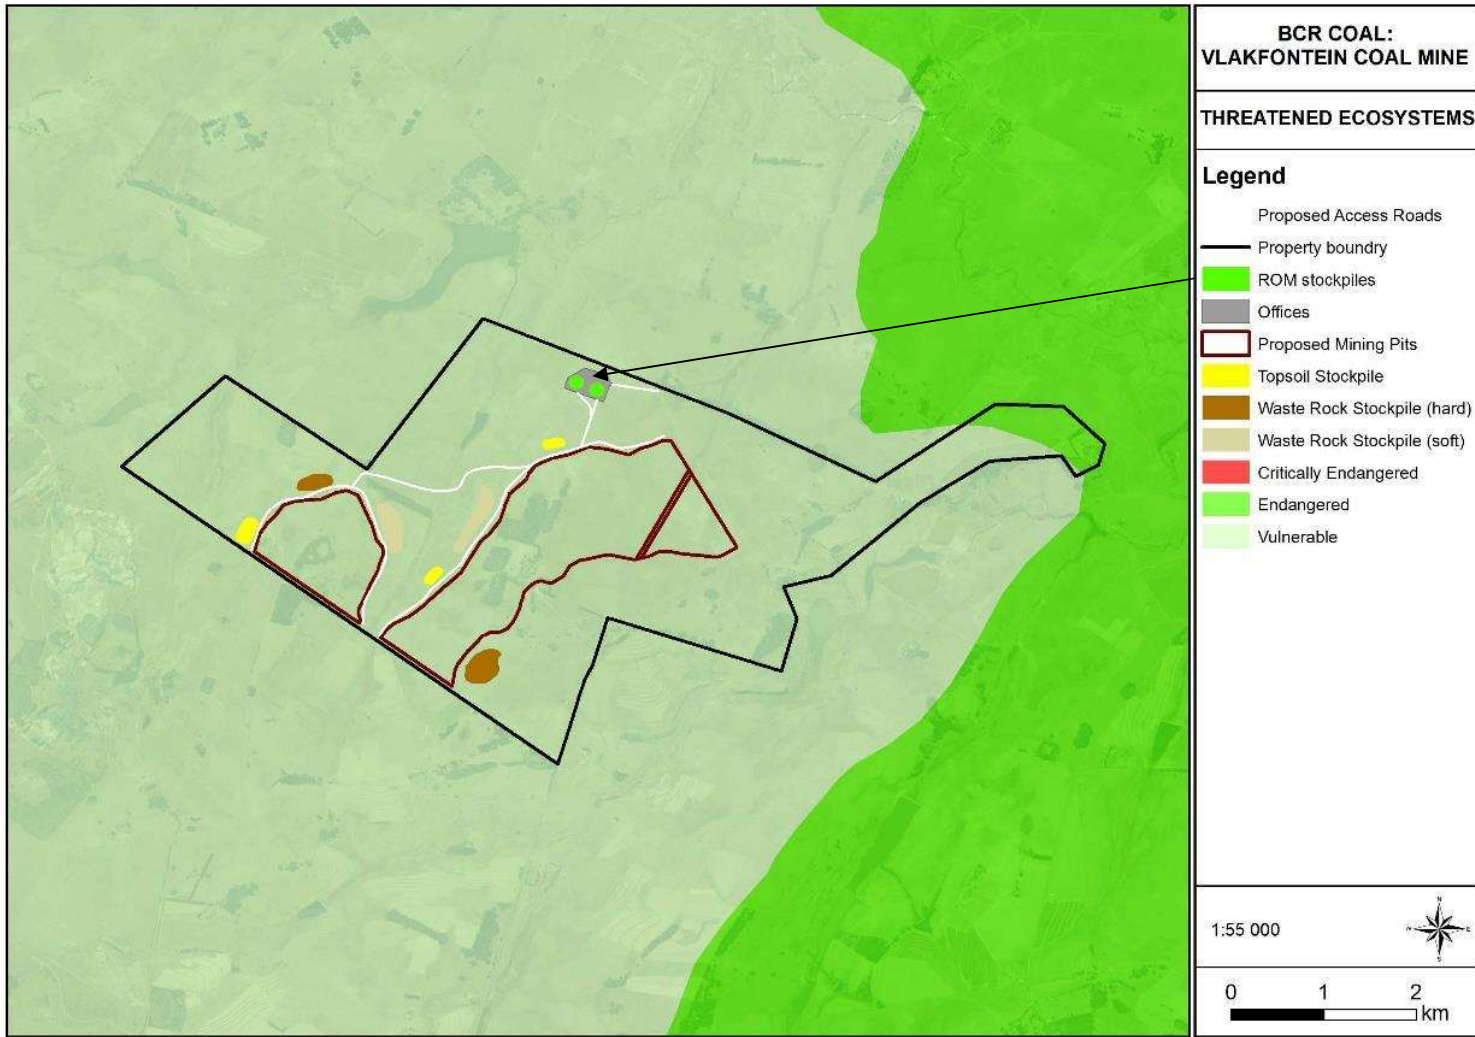 BCR COAL:
VLAKFONTEIN COAL MINE
THREATENED ECOSYSTEMS
Legend
Proposed Access Roads
Property boundry
ROM stockpiles
Offices
Proposed Mining Pits
Topsoil Stockpile
Waste Rock Stockpile (hard)
Waste Rock Stockpile (soft)
Critically Endangered
Endangered
Vulnerable
1:55 000
N
W
E
S
0 1 2
km